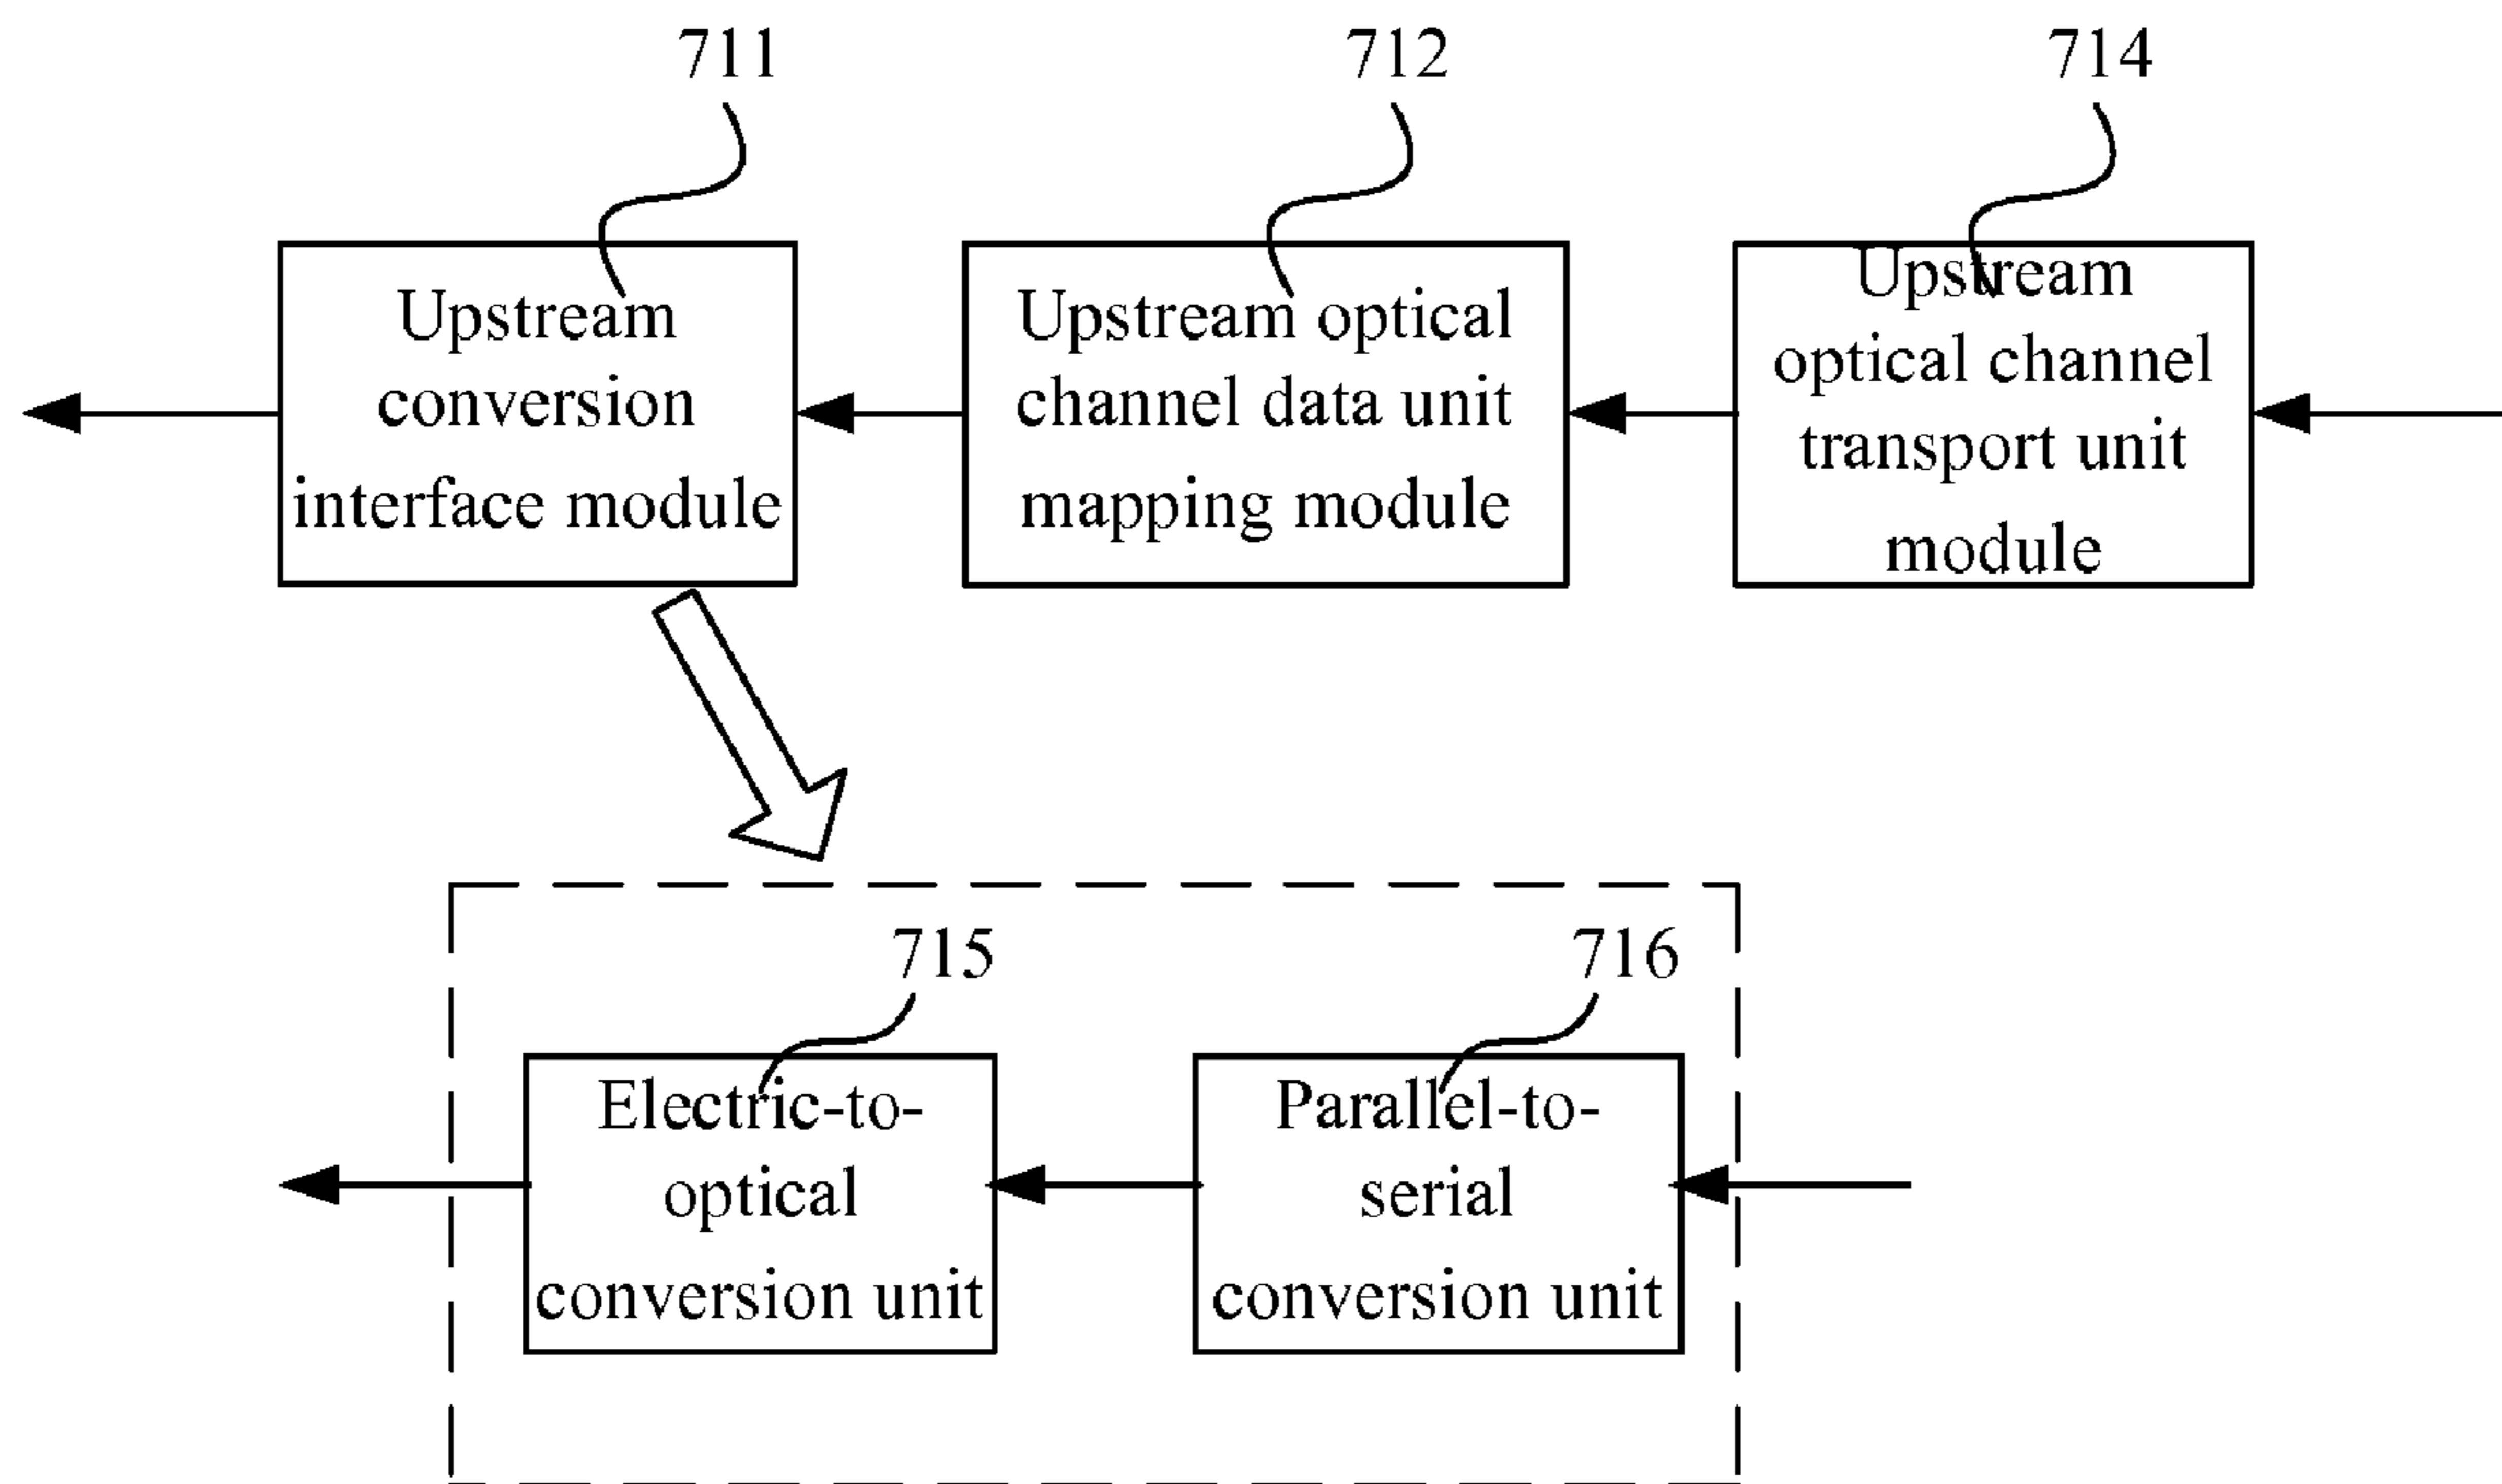 711
712
714
Upstream
conversion
interface module
Upstream optical
channel data unit
mapping module
Upstream
optical channel
transport unit
module
715
716
Electric-to-
optical
conversion unit
Parallel-to-
serial
conversion unit